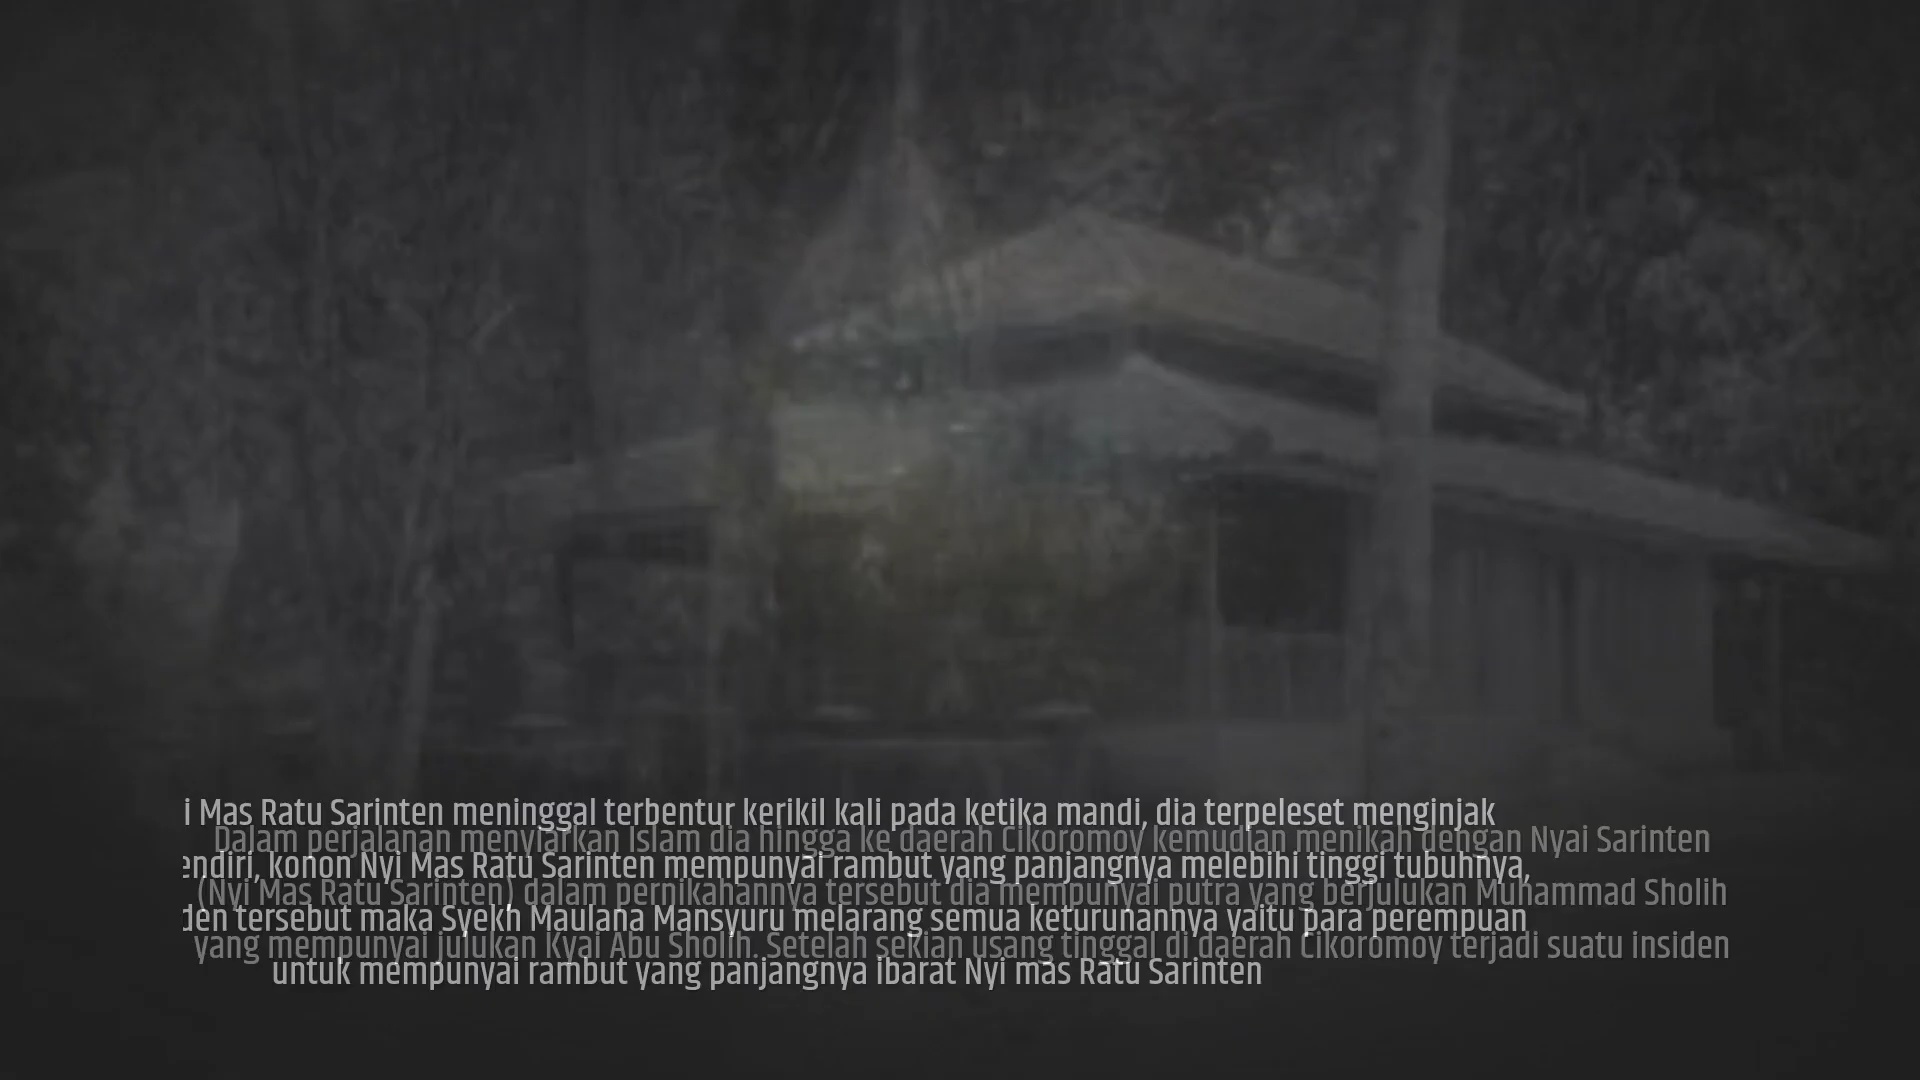 i Mas Ratu Sarinten meninggal terbentur kerikil kali pada ketika mandi, dia terpeleset menginjak
endiri, konon Nyi Mas Ratu Sarinten mempunyai rambut yang panjangnya melebihi tinggi tubuhnya,
den tersebut maka Syekh Maulana Mansyuru melarang semua keturunannya yaitu para perempuan
untuk mempunyai rambut yang panjangnya ibarat Nyi mas Ratu Sarinten
Dalam perjalanan menyiarkan Islam dia hingga ke daerah Cikoromoy kemudian menikah dengan Nyai Sarinten
(Nyi Mas Ratu Sarinten) dalam pernikahannya tersebut dia mempunyai putra yang berjulukan Muhammad Sholih
yang mempunyai julukan Kyai Abu Sholih. Setelah sekian usang tinggal di daerah Cikoromoy terjadi suatu insiden